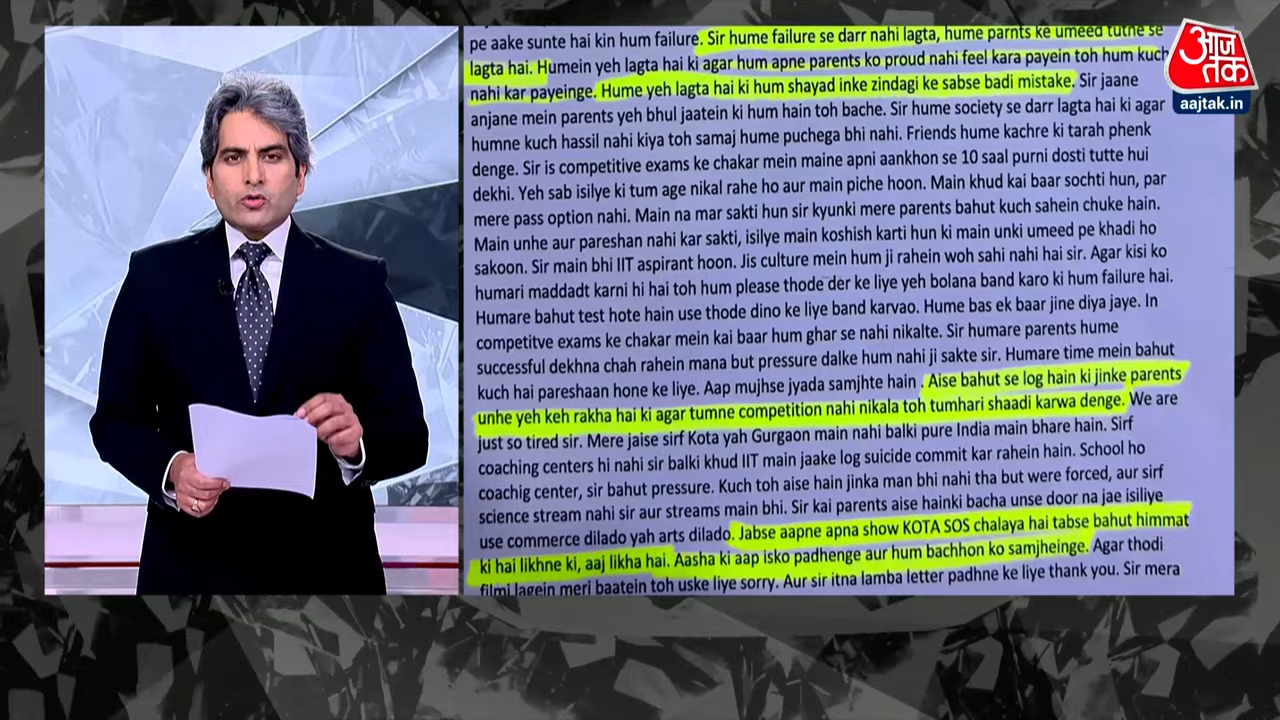 pe aake sunte hai kin hum failure. Sir hume failure se darr nahi lagta, hume parnts ke umeed tutne se
lagta hai. Humein yeh lagta hai ki agar hum apne parents ko proud nahi feel kara payein toh hum kuch
nahi kar payeinge. Hume yeh lagta hai ki hum shayad inke zindagi ke sabse badi mistake. Sir jaane
anjane mein parents yeh bhul jaatein ki hum hain toh bache. Sir hume society se darr lagta hai ki agar
humne kuch hassil nahi kiya toh samaj hume puchega bhi nahi. Friends hume kachre ki tarah phenk
denge. Sir is competitive exams ke chakar mein maine apni aankhon se 10 saal purni dosti tutte hui
dekhi. Yeh sab isilye ki tum age nikal rahe ho aur main piche hoon. Main khud kai baar sochti hun, par
mere pass option nahi. Main na mar sakti hun sir kyunki mere parents bahut kuch sahein chuke hain.
Main unhe aur pareshan nahi kar sakti, isilye main koshish karti hun ki main unki umeed pe khadi ho
sakoon. Sir main bhi IIT aspirant hoon. Jis culture mein hum ji rahein woh sahi nahi hai sir. Agar kisi ko
humari maddadt karni hi hai toh hum please thode der ke liye yeh bolana band karo ki hum failure hai.
Humare bahut test hote hain use thode dino ke liye band karvao. Hume bas ek baar jine diya jaye. In
competitve exams ke chakar mein kai baar hum ghar se nahi nikalte. Sir humare parents hume
successful dekhna chah rahein mana but pressure dalke hum nahi ji sakte sir. Humare time mein bahut
kuch hai pareshaan hone ke liye. Aap mujhse jyada samjhte hain . Aise bahut se log hain ki jinke parents
unhe yeh keh rakha hai ki agar tumne competition nahi nikala toh tumhari shaadi karwa denge. We are
just so tired sir. Mere jaise sirf Kota yah Gurgaon main nahi balki pure India main bhare hain. Sirf
coaching centers hi nahi sir balki khud IIT main jaake log suicide commit kar rahein hain. School ho
coachig center, sir bahut pressure. Kuch toh aise hain jinka man bhi nahi tha but were forced, aur sirf
science stream nahi sir aur streams main bhi. Sir kai parents aise hainki bacha unse door na jae isiliye
use commerce dilado yah arts dilado. Jabse aapne apna show KOTA SOS chalaya hai tabse bahut himmat
ki hai likhne ki, aaj likha hai. Aasha ki aap isko padhenge aur hum bachhon ko samjheinge. Agar thodi
filmi lagein meri baatein toh uske liye sorry. Aur sir itna lamba letter padhne ke liye thank you. Sir mera
आज
तक
aajtak.in